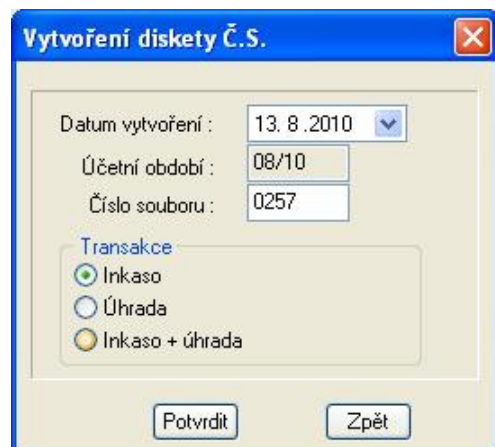 Vytvoření diskety Č.S.
Datum vytvoření : 13. 8 .2010
Účetní období : 08/10
Číslo souboru : 0257
Transakce
Inkaso
Úhrada
Inkaso + úhrada
Potvrdit Zpět